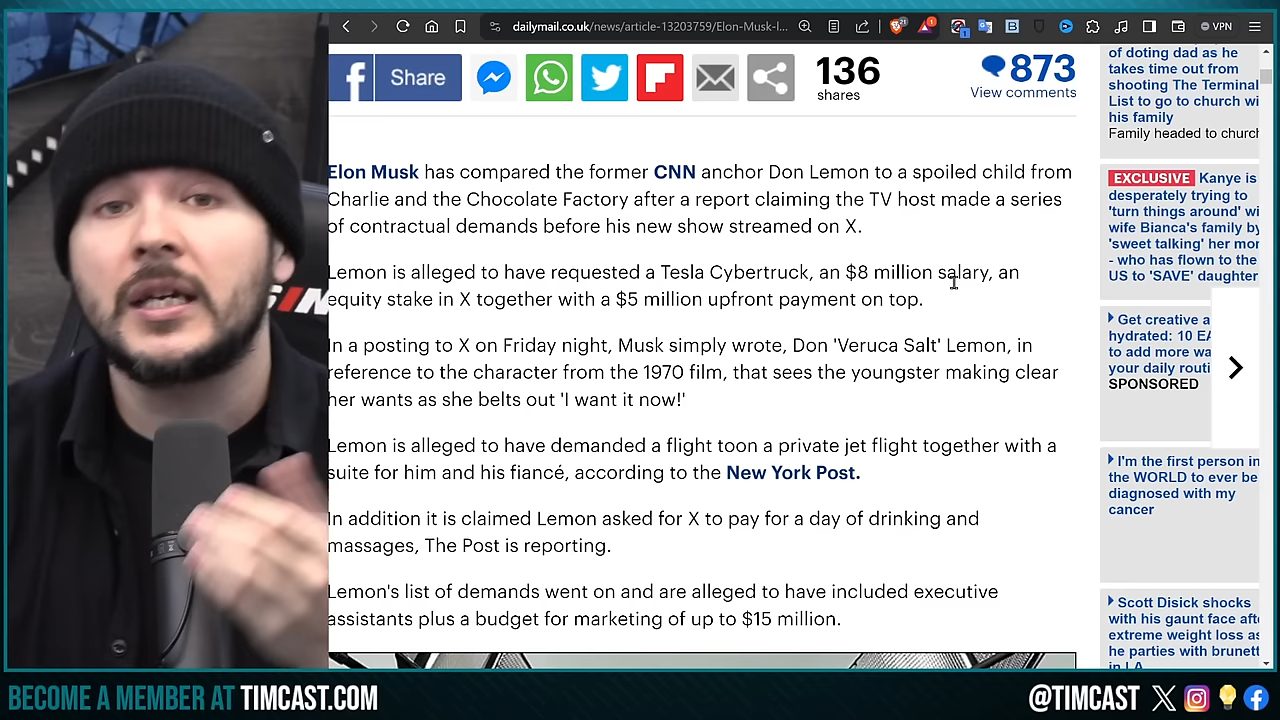 dailymail.co.uk/news/article-13203759/Elon-Musk-l...
21
1
1
VPN
Share
136
shares
873
View comments
Elon Musk has compared the former CNN anchor Don Lemon to a spoiled child from
Charlie and the Chocolate Factory after a report claiming the TV host made a series
of contractual demands before his new show streamed on X.
Lemon is alleged to have requested a Tesla Cybertruck, an $8 million salary, an
equity stake in X together with a $5 million upfront payment on top.
In a posting to X on Friday night, Musk simply wrote, Don 'Veruca Salt' Lemon, in
reference to the character from the 1970 film, that sees the youngster making clear
her wants as she belts out 'I want it now!'
Lemon is alleged to have demanded a flight toon a private jet flight together with a
suite for him and his fiancé, according to the New York Post.
In addition it is claimed Lemon asked for X to pay for a day of drinking and
massages, The Post is reporting.
Lemon's list of demands went on and are alleged to have included executive
assistants plus a budget for marketing of up to $15 million.
of doting dad as he
takes time out from
shooting The Terminal
List to go to church wi
his family
Family headed to church
EXCLUSIVE Kanye is
desperately trying to
'turn things around' wi
wife Bianca's family by
'sweet talking' her mor
- who has flown to the
US to 'SAVE' daughter
Get creative a
hydrated: 10 EA
to add more wa
your daily routi
SPONSORED
I'm the first person in
the WORLD to ever be
diagnosed with my
cancer
Scott Disick shocks
with his gaunt face afte
extreme weight loss as
he parties with brunett
in LA
BECOME A MEMBER AT TIMCAST.COM
@TIMCAST